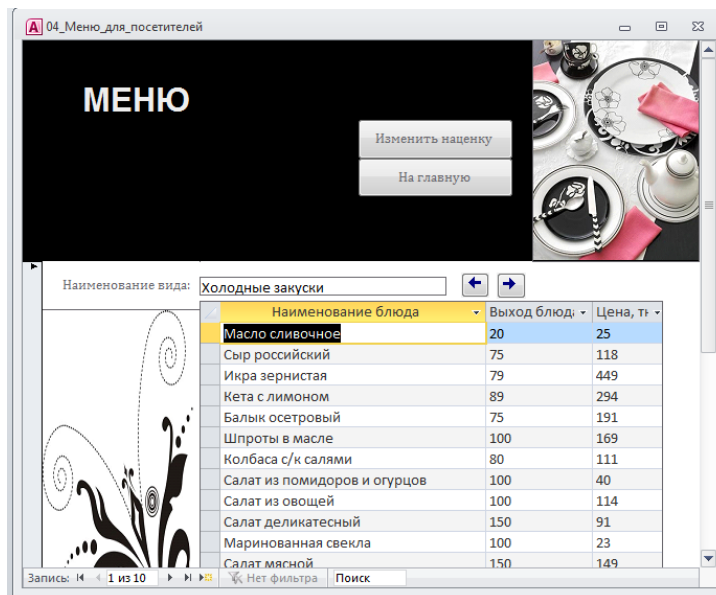 04_Меню_для_посетителей
МЕНЮ
Изменить наценку
На главную
Наименование вида: Холодные закуски
Наименование блюда Выход блюда Цена, тн
Масло сливочное 20 25
Сыр российский 75 118
Икра зернистая 79 449
Кета с лимоном 89 294
Балык осетровый 75 191
Шпроты в масле 100 169
Колбаса с/к салями 80 111
Салат из помидоров и огурцов 100 40
Салат из овощей 100 114
Салат деликатесный 150 91
Маринованная свекла 100 23
Салат мясной 150 149
Запись: 1 из 10 Нет фильтра Поиск